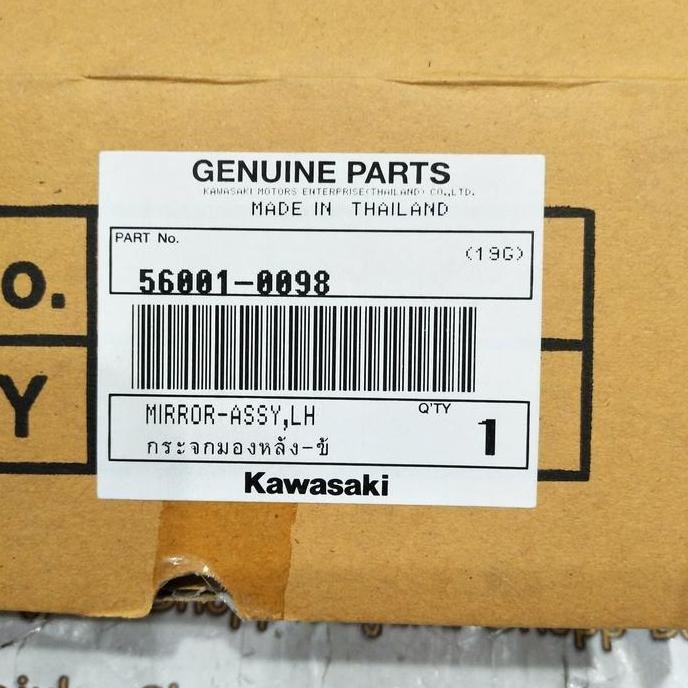 GENUINE PARTS
KAWASAKI MOTORS ENTERPRISE(THAILAND) CO.,LTD.
MADE IN THAILAND
PART No.
(19G)
56001-0098
o.
Y
MIRROR-ASSY,LH
Q'TY
กระจกมองหลัง-ข้
1
Kawasaki